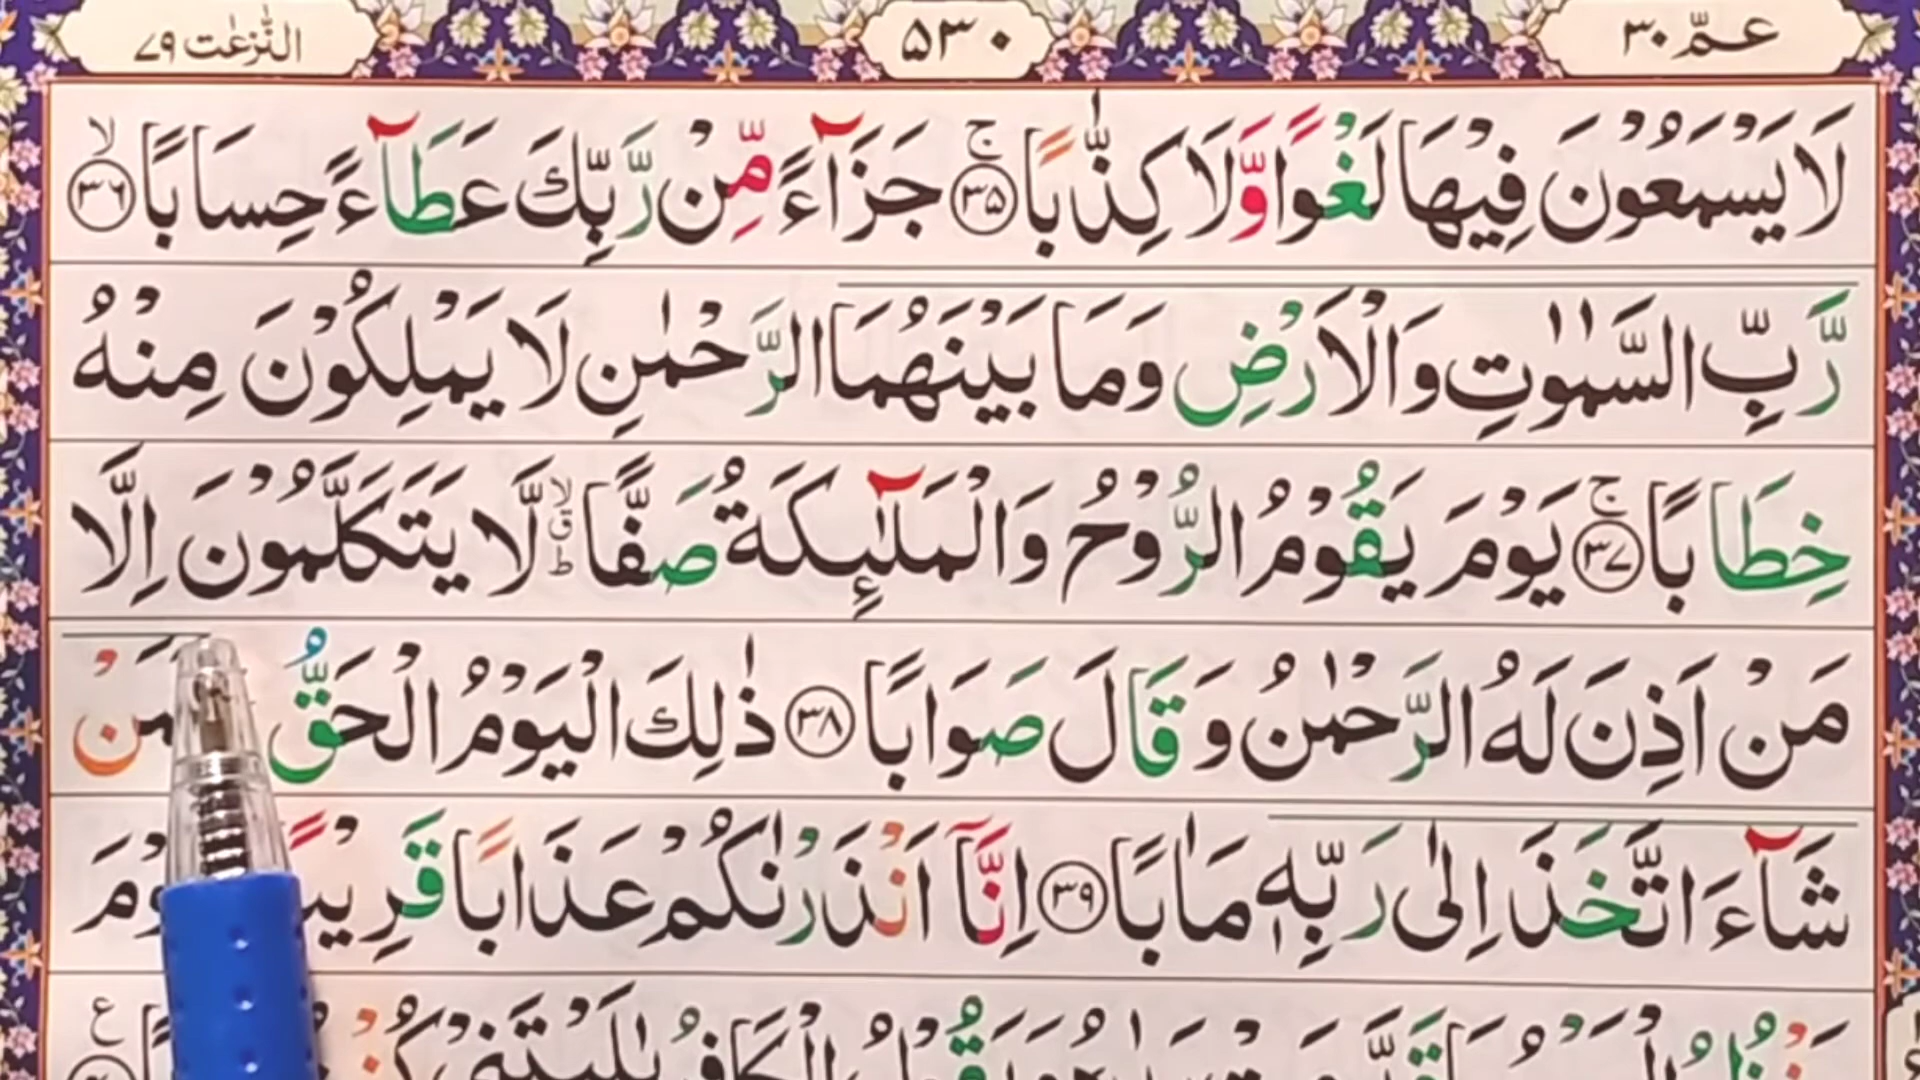 عمّ ٣٠
٥٣٠
النّٰزعٰت ٧٩
لَا يَسْمَعُوْنَ فِيْهَا لَغْوًا وَّلَا كِذّٰبًا ۚ ٣٥ جَزَآءً مِّنْ رَّبِّكَ عَطَآءً حِسَابًا ۙ ٣٦
رَّبِّ السَّمٰوٰتِ وَالْاَرْضِ وَمَا بَيْنَهُمَا الرَّحْمٰنِ لَا يَمْلِكُوْنَ مِنْهُ
خِطَابًا ۚ ٣٧ يَوْمَ يَقُوْمُ الرُّوْحُ وَالْمَلٰٓئِكَةُ صَفًّا ۙ ق ط لَّا يَتَكَلَّمُوْنَ اِلَّا
مَنْ اَذِنَ لَهُ الرَّحْمٰنُ وَقَالَ صَوَابًا ٣٨ ذٰلِكَ الْيَوْمُ الْحَقُّ
شَآءَ اتَّخَذَ اِلٰى رَبِّهٖ مَاٰبًا ٣٩ اِنَّآ اَنْذَرْنٰكُمْ عَذَابًا قَرِيْبًا